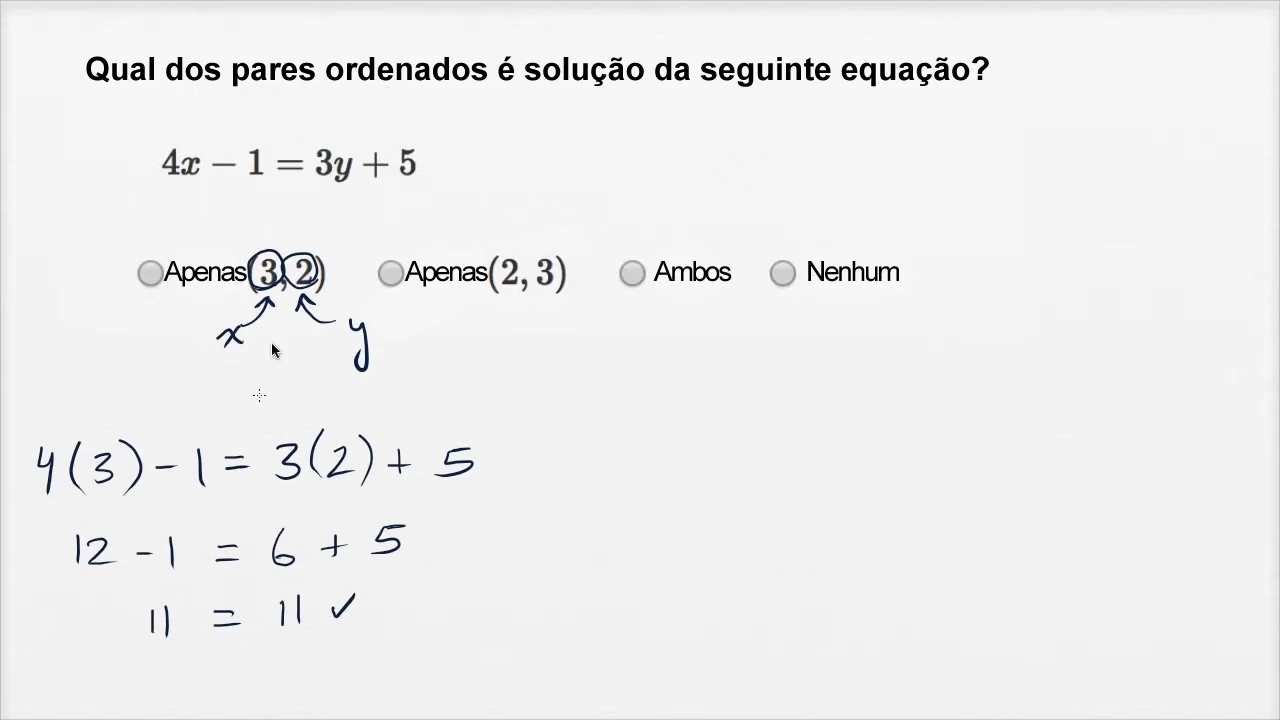 Qual dos pares ordenados é solução da seguinte equação?
4x − 1 = 3y + 5
Apenas (3, 2) Apenas (2, 3) Ambos Nenhum
x y
4(3) - 1 = 3(2) + 5
12 - 1 = 6 + 5
11 = 11 ✓